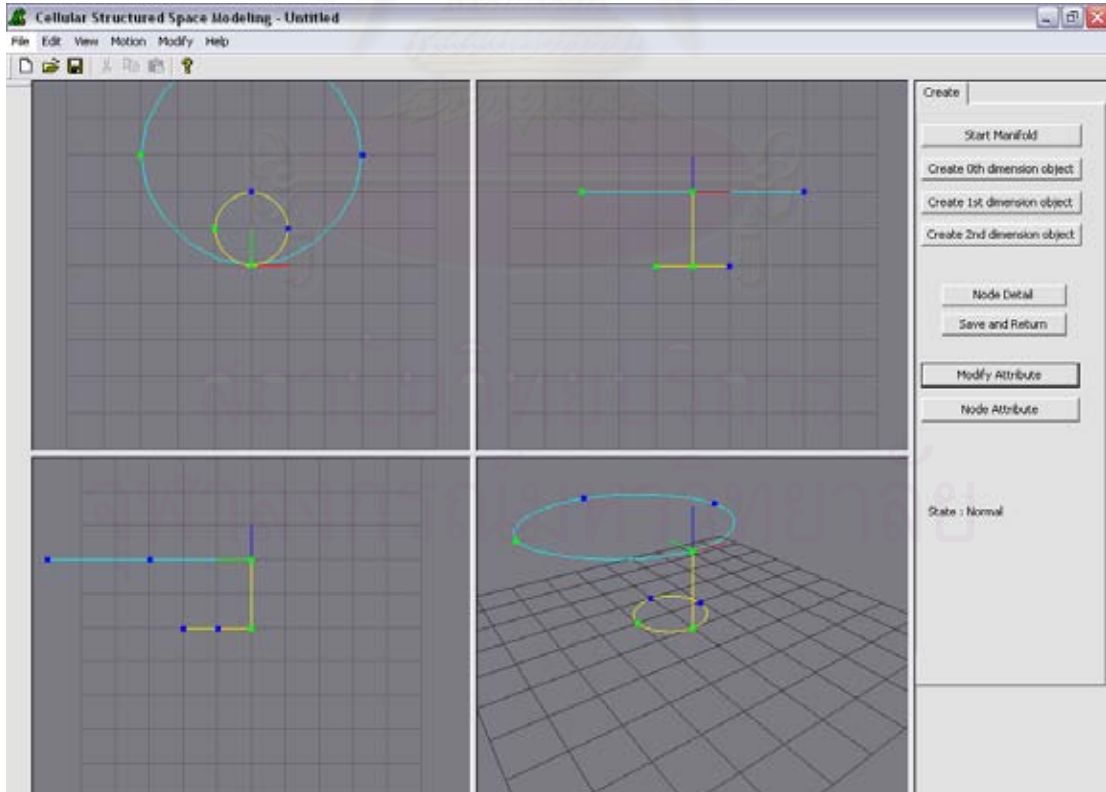 Cellular Structured Space Modeling - Untitled
File Edit View Motion Modify Help
Create
Start Manifold
Create 0th dimension object
Create 1st dimension object
Create 2nd dimension object
Node Detail
Save and Return
Modify Attribute
Node Attribute
State : Normal